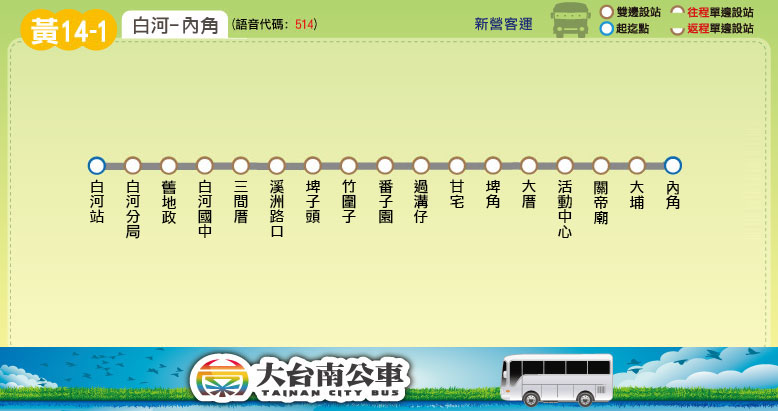 黃14-1
白河-內角
(語音代碼: 514)
新營客運
雙邊設站
往程單邊設站
起迄點
返程單邊設站
白河站
白河分局
舊地政
白河國中
三間厝
溪洲路口
埤子頭
竹圍子
番子園
過溝仔
甘宅
埤角
大厝
活動中心
關帝廟
大埔
內角
大台南公車
TAINAN CITY BUS